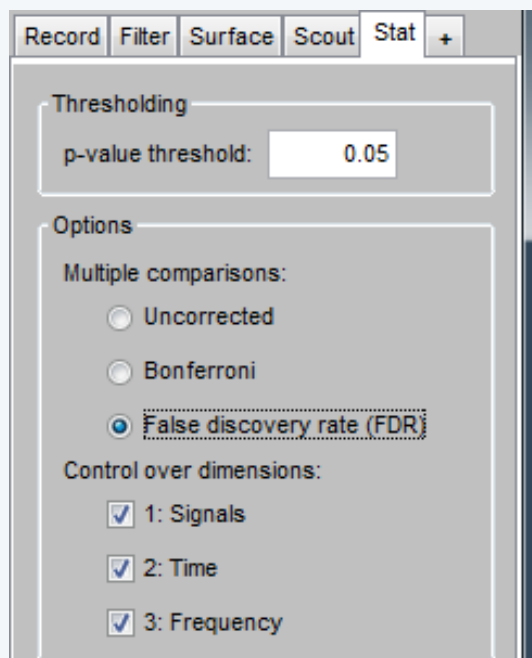 Record Filter Surface Scout Stat +
Thresholding
p-value threshold: 0.05
Options
Multiple comparisons:
Uncorrected
Bonferroni
False discovery rate (FDR)
Control over dimensions:
1: Signals
2: Time
3: Frequency